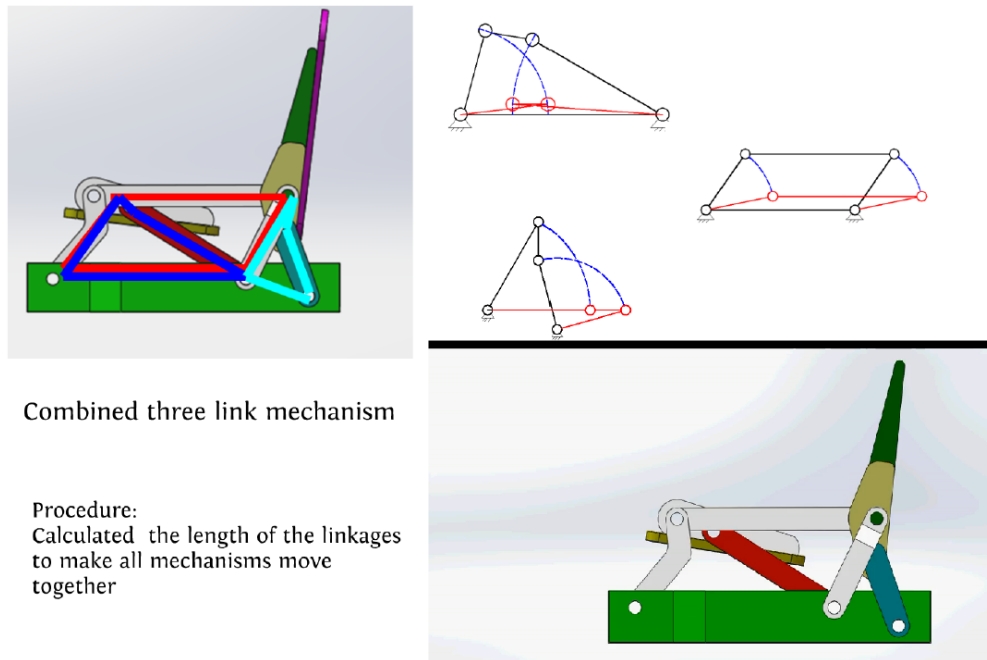 Combined three link mechanism
Procedure:
Calculated the length of the linkages
to make all mechanisms move
together